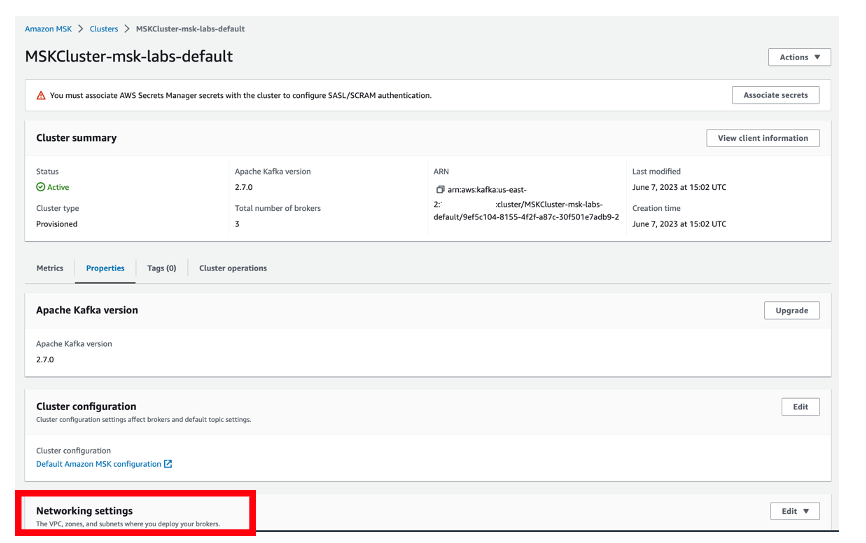 Amazon MSK > Clusters > MSKCluster-msk-labs-default
MSKCluster-msk-labs-default
Actions ▼
You must associate AWS Secrets Manager secrets with the cluster to configure SASL/SCRAM authentication.
Associate secrets
Cluster summary
View client information
Status
Active
Cluster type
Provisioned
Apache Kafka version
2.7.0
Total number of brokers
3
ARN
arn:aws:kafka:us-east-
2:' :cluster/MSKCluster-msk-labs-
default/9ef5c104-8155-4f2f-a87c-30f501e7adb9-2
Last modified
June 7, 2023 at 15:02 UTC
Creation time
June 7, 2023 at 15:02 UTC
Metrics
Properties
Tags (0)
Cluster operations
Apache Kafka version
Upgrade
Apache Kafka version
2.7.0
Cluster configuration
Cluster configuration settings affect brokers and default topic settings.
Edit
Cluster configuration
Default Amazon MSK configuration
Networking settings
The VPC, zones, and subnets where you deploy your brokers.
Edit ▼